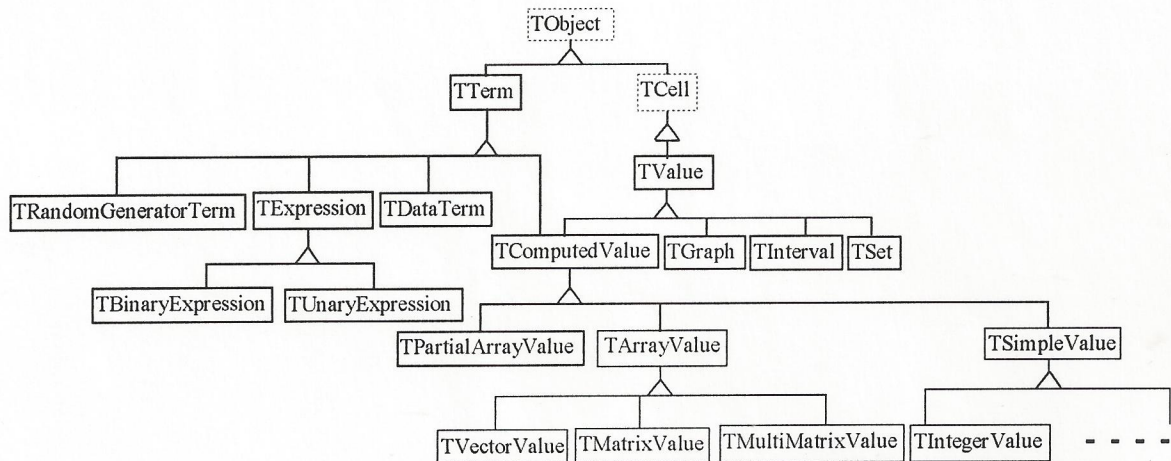 TObject
TTerm
TCell
TValue
TRandomGeneratorTerm
TExpression
TDataTerm
TComputedValue
TGraph
TInterval
TSet
TBinaryExpression
TUnaryExpression
TPartialArrayValue
TArrayValue
TSimpleValue
TVectorValue
TMatrixValue
TMultiMatrixValue
TIntegerValue